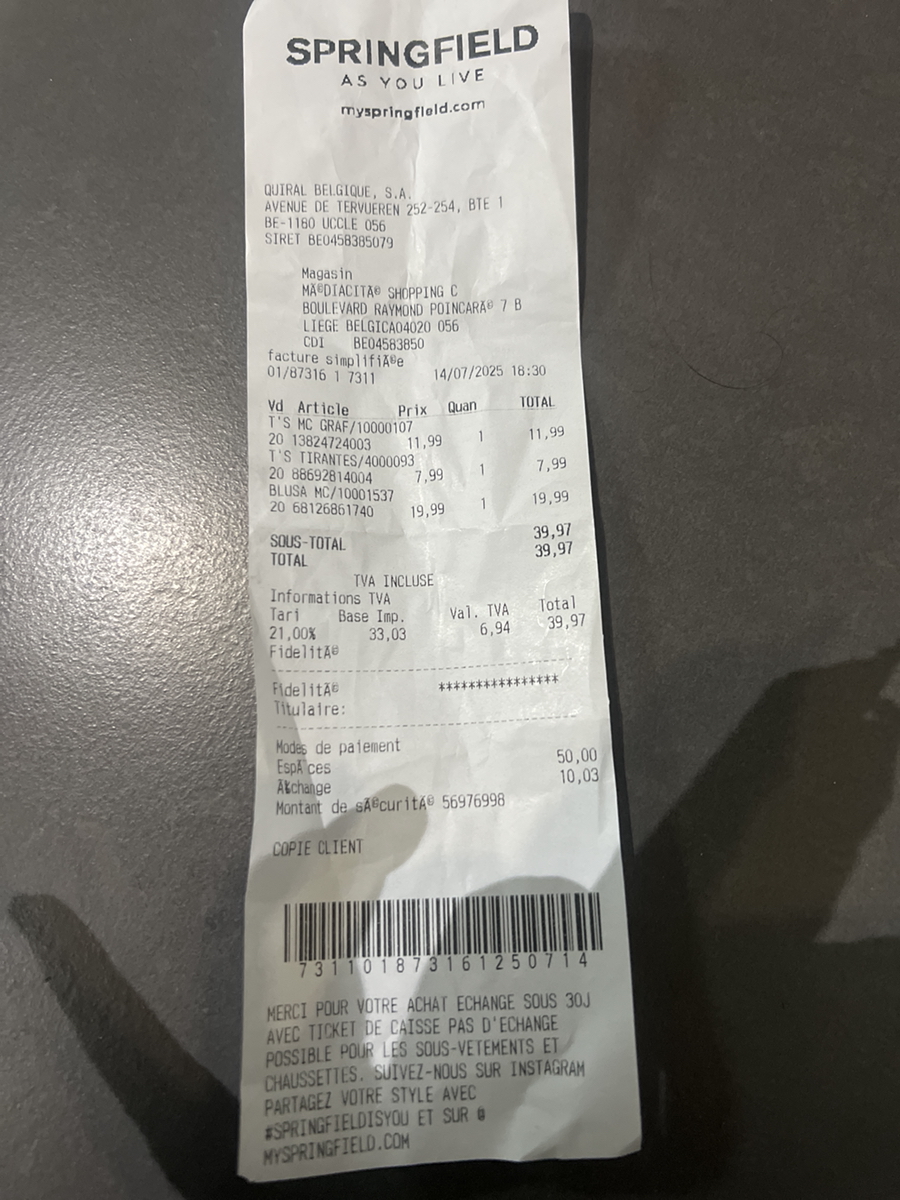 SPRINGFIELD
AS YOU LIVE
myspringfield.com
QUIRAL BELGIQUE, S.A.
AVENUE DE TERVUEREN 252-254, BTE 1
BE-1180 UCCLE 056
SIRET BE0458385079
Magasin
MÃ©DIACITÃ© SHOPPING C
BOULEVARD RAYMOND POINCARÃ© 7 B
LIEGE BELGICA04020 056
CDI BE04583850
facture simplifiÃ©e
01/87316 1 7311 14/07/2025 18:30
Vd Article Prix Quan TOTAL
T'S MC GRAF/10000107
20 13824724003 11,99 1 11,99
T'S TIRANTES/4000093
20 88692814004 7,99 1 7,99
BLUSA MC/10001537
20 68126861740 19,99 1 19,99
SOUS-TOTAL 39,97
TOTAL 39,97
TVA INCLUSE
Informations TVA
Tari Base Imp. Val. TVA Total
21,00% 33,03 6,94 39,97
FidelitÃ©
FidelitÃ© ****************
Titulaire:
Modes de paiement
EspÃ¨ces 50,00
Ã‰change 10,03
Montant de sÃ©curitÃ© 56976998
COPIE CLIENT
731101873161250714
MERCI POUR VOTRE ACHAT ECHANGE SOUS 30J
AVEC TICKET DE CAISSE PAS D'ECHANGE
POSSIBLE POUR LES SOUS-VETEMENTS ET
CHAUSSETTES. SUIVEZ-NOUS SUR INSTAGRAM
PARTAGEZ VOTRE STYLE AVEC
#SPRINGFIELDISYOU ET SUR @
MYSPRINGFIELD.COM